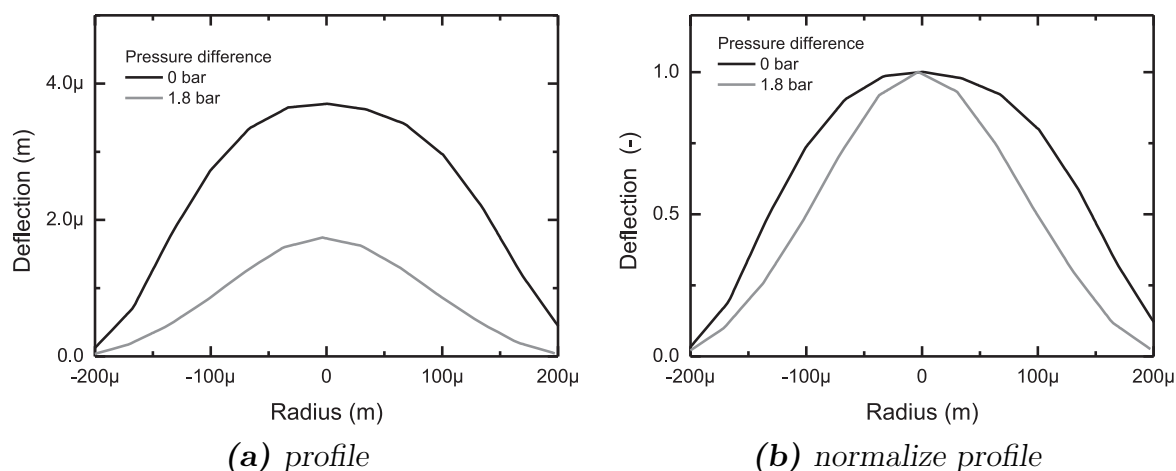 Pressure difference
0 bar
1.8 bar
4.0µ
2.0µ
0.0
Deflection (m)
-200µ -100µ 0 100µ 200µ
Radius (m)
(a) profile
Pressure difference
0 bar
1.8 bar
1.0
0.5
0.0
Deflection (-)
-200µ -100µ 0 100µ 200µ
Radius (m)
(b) normalize profile